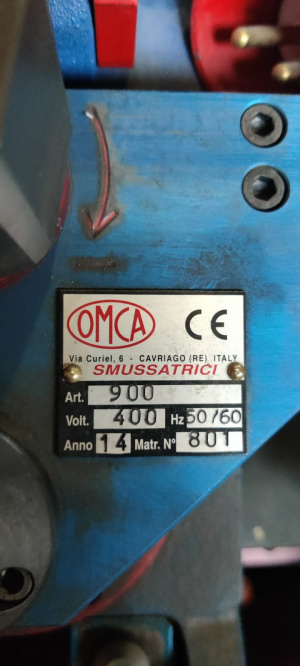 OMCA CE
Via Curiel, 6 - CAVRIAGO (RE) ITALY
SMUSSATRICI
Art. 900
Volt. 400 Hz 50/60
Anno 14 Matr. N° 801